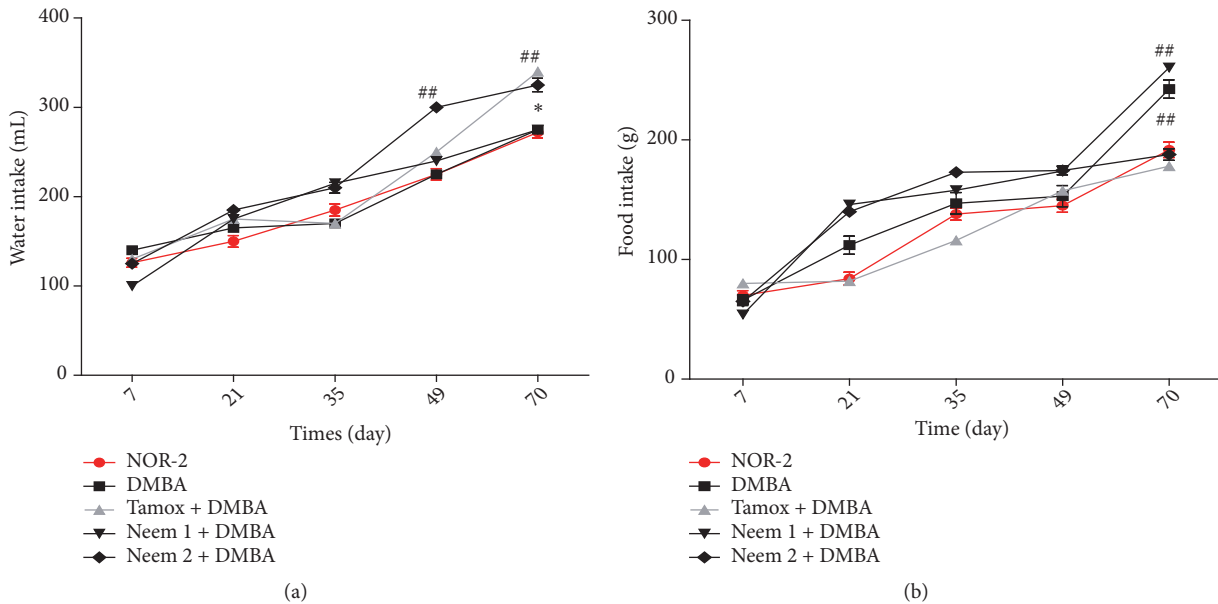 400
300
200
100
0
Water intake (mL)
##
##
*
7
21
35
49
70
Times (day)
NOR-2
DMBA
Tamox + DMBA
Neem 1 + DMBA
Neem 2 + DMBA
(a)
300
200
100
0
Food intake (g)
##
##
7
21
35
49
70
Time (day)
NOR-2
DMBA
Tamox + DMBA
Neem 1 + DMBA
Neem 2 + DMBA
(b)